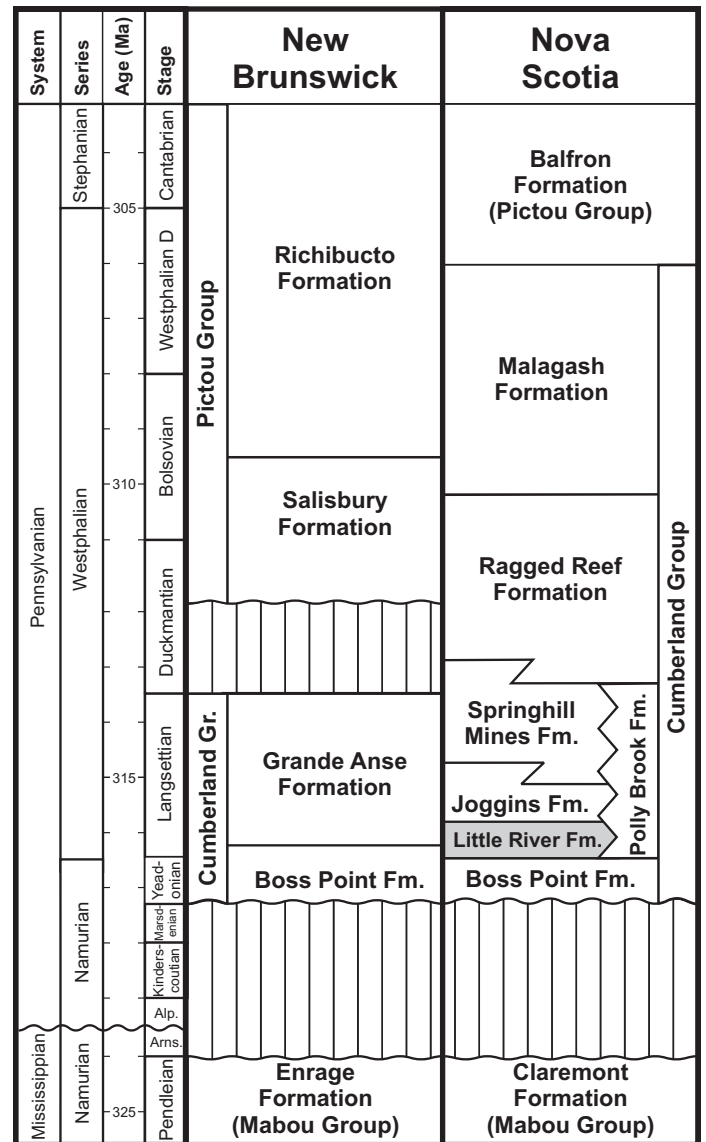 System
Series
Age (Ma)
Stage
New
Brunswick
Nova
Scotia
Pennsylvanian
Mississippian
Stephanian
Westphalian
Namurian
Namurian
305
310
315
325
Cantabrian
Westphalian D
Bolsovian
Duckmantian
Langsettian
Yead-
onian
Marsd-
enian
Kinders-
coutian
Alp.
Arns.
Pendleian
Pictou Group
Richibucto
Formation
Salisbury
Formation
Cumberland Gr.
Grande Anse
Formation
Boss Point Fm.
Enrage
Formation
(Mabou Group)
Balfron
Formation
(Pictou Group)
Malagash
Formation
Ragged Reef
Formation
Springhill
Mines Fm.
Joggins Fm.
Little River Fm.
Polly Brook Fm.
Cumberland Group
Boss Point Fm.
Claremont
Formation
(Mabou Group)